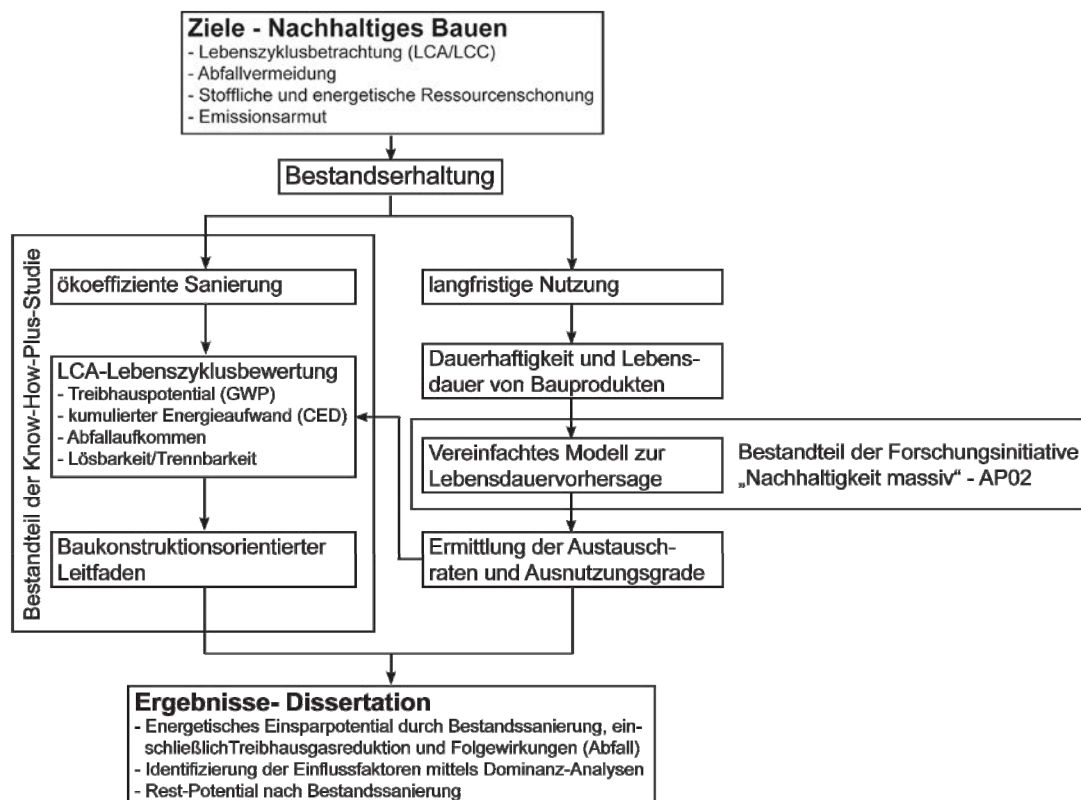 Ziele - Nachhaltiges Bauen
- Lebenszyklusbetrachtung (LCA/LCC)
- Abfallvermeidung
- Stoffliche und energetische Ressourcenschonung
- Emissionsarmut
Bestandserhaltung
Bestandteil der Know-How-Plus-Studie
ökoeffiziente Sanierung
LCA-Lebenszyklusbewertung
- Treibhauspotential (GWP)
- kumulierter Energieaufwand (CED)
- Abfallaufkommen
- Lösbarkeit/Trennbarkeit
Baukonstruktionsorientierter
Leitfaden
langfristige Nutzung
Dauerhaftigkeit und Lebens-
dauer von Bauprodukten
Vereinfachtes Modell zur
Lebensdauervorhersage
Bestandteil der Forschungsinitiative
„Nachhaltigkeit massiv“ - AP02
Ermittlung der Austausch-
raten und Ausnutzungsgrade
Ergebnisse- Dissertation
- Energetisches Einsparpotential durch Bestandssanierung, ein-
schließlichTreibhausgasreduktion und Folgewirkungen (Abfall)
- Identifizierung der Einflussfaktoren mittels Dominanz-Analysen
- Rest-Potential nach Bestandssanierung